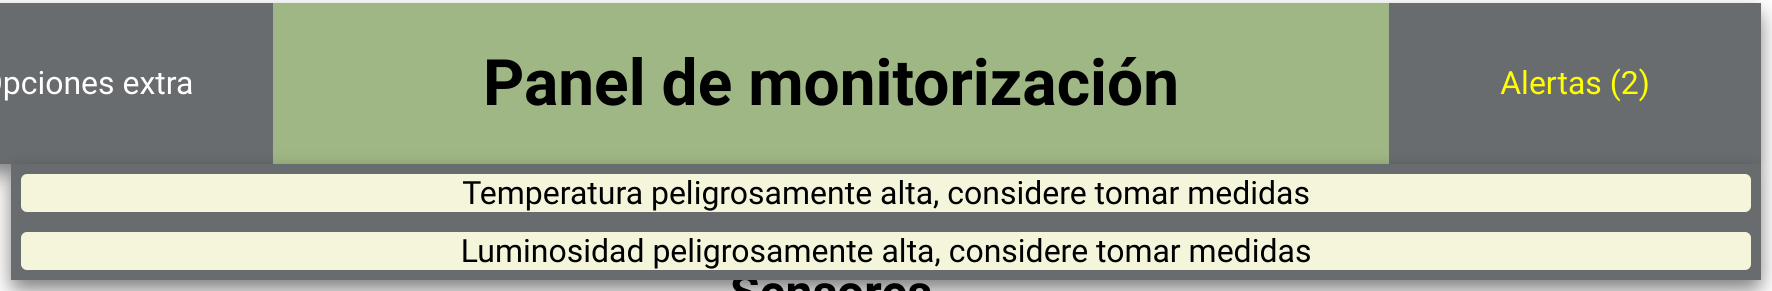 pciones extra
Panel de monitorización
Alertas (2)
Temperatura peligrosamente alta, considere tomar medidas
Luminosidad peligrosamente alta, considere tomar medidas
Sensores